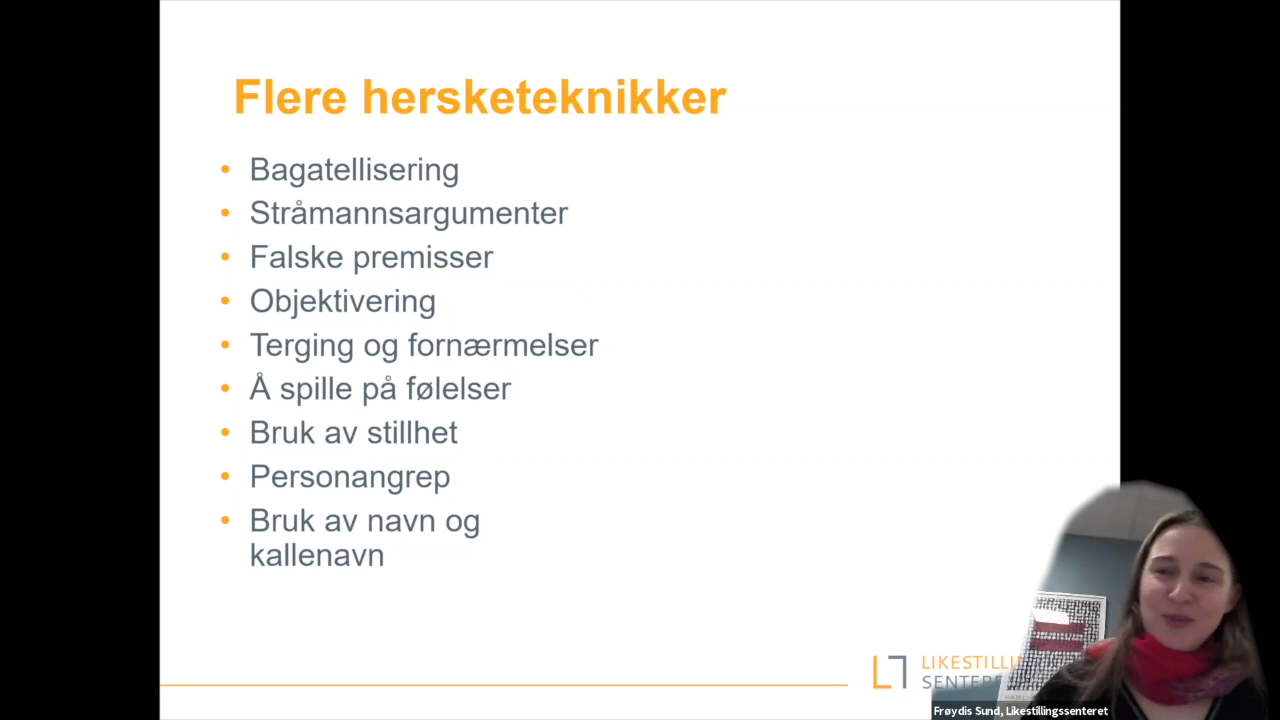 Flere hersketeknikker
• Bagatellisering
• Stråmannsargumenter
• Falske premisser
• Objektivering
• Terging og fornærmelser
• Å spille på følelser
• Bruk av stillhet
• Personangrep
• Bruk av navn og
kallenavn
LIKESTILLI
SENTERE
Frøydis Sund, Likestillingssenteret